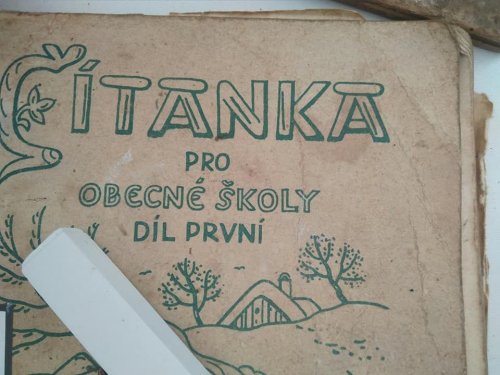 ČÍTANKA
PRO
OBECNÉ ŠKOLY
DÍL PRVNÍ